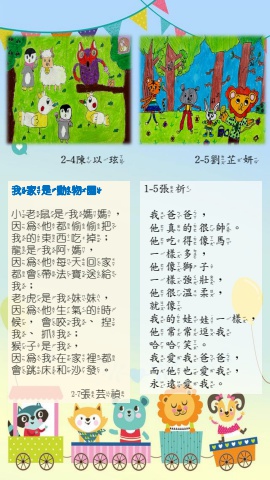 2-4陳以玹
2-5劉芷妍
我家是動物園
小老鼠是我媽媽，
因為他都偷偷把
我的東西吃掉；
龍是我阿媽，
因為他每天回家
都會帶法寶送給
我；
老虎是我妹妹，
因為他生氣的時
候，會咬我、捏
我、抓我；
猴子是我，
因為我在家裡都
會跳床和沙發。
2-7張芸禎
1-5張析
我爸爸，
他真的很帥。
他吃得像馬
一樣多，
他像獅子
一樣強壯，
他很溫柔，
就像
我的娃娃一樣，
他常常逗我
哈哈笑。
我愛我爸爸，
而他也愛我。
永遠愛我。